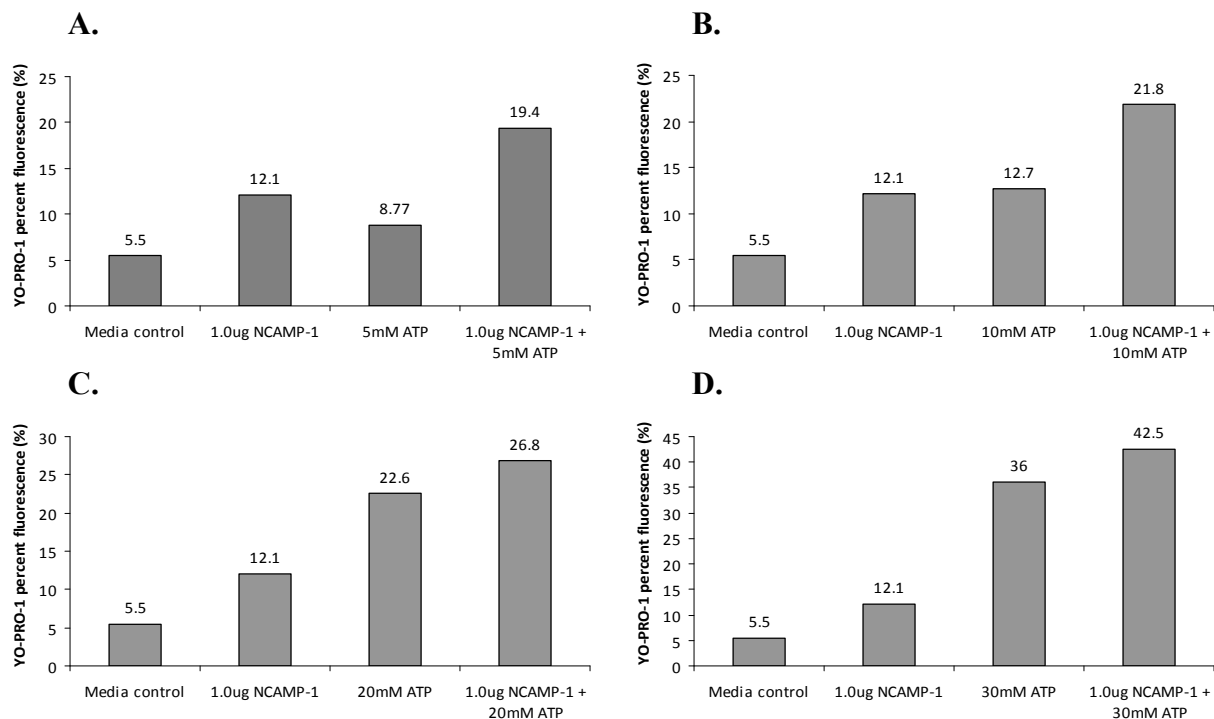 A.
YO-PRO-1 percent fluorescence (%)
25
20
15
10
5
0
5.5
12.1
8.77
19.4
Media control
1.0ug NCAMP-1
5mM ATP
1.0ug NCAMP-1 +
5mM ATP
B.
YO-PRO-1 percent fluorescence (%)
25
20
15
10
5
0
5.5
12.1
12.7
21.8
Media control
1.0ug NCAMP-1
10mM ATP
1.0ug NCAMP-1 +
10mM ATP
C.
YO-PRO-1 percent fluorescence (%)
30
25
20
15
10
5
0
5.5
12.1
22.6
26.8
Media control
1.0ug NCAMP-1
20mM ATP
1.0ug NCAMP-1 +
20mM ATP
D.
YO-PRO-1 percent fluorescence (%)
45
40
35
30
25
20
15
10
5
0
5.5
12.1
36
42.5
Media control
1.0ug NCAMP-1
30mM ATP
1.0ug NCAMP-1 +
30mM ATP